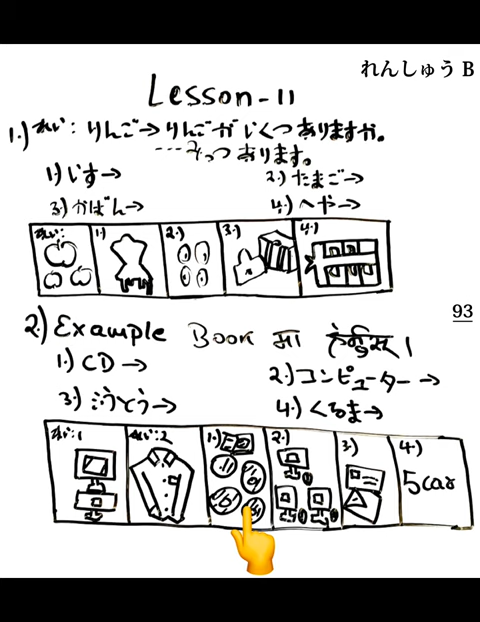 れんしゅう B
Lesson-11
1.) れい: りんご→ りんごが いくつ ありますか。
----みっつ あります。
1) いす→ 2.) たまご→
3.) かばん→ 4.) へや→
れい: 1.) 2.) 3.) 4.)
93
2.) Example Book मा
1.) CD → 2.) コンピューター →
3.) ふうとう→ 4.) くるま→
れい:1 れい:2 1.) 2.) 3.) 4.)
5car